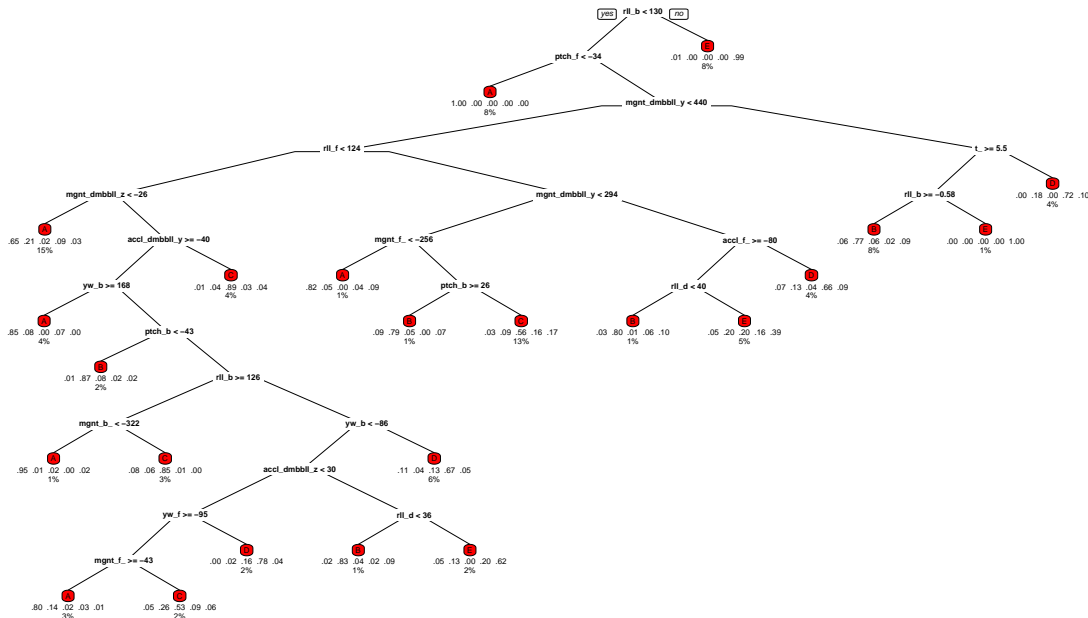 yes rll_b < 130 no
E
.01 .00 .00 .00 .99
8%
ptch_f < −34
A
1.00 .00 .00 .00 .00
8%
mgnt_dmbbll_y < 440
rll_f < 124
t_ >= 5.5
mgnt_dmbbll_z < −26
mgnt_dmbbll_y < 294
rll_b >= −0.58
D
.00 .18 .00 .72 .10
4%
A
.65 .21 .02 .09 .03
15%
accl_dmbbll_y >= −40
mgnt_f_ < −256
accl_f_ >= −80
B
.06 .77 .06 .02 .09
8%
E
.00 .00 .00 .00 1.00
1%
yw_b >= 168
C
.01 .04 .89 .03 .04
4%
A
.82 .05 .00 .04 .09
1%
ptch_b >= 26
rll_d < 40
D
.07 .13 .04 .66 .09
4%
A
.85 .08 .00 .07 .00
4%
ptch_b < −43
B
.09 .79 .05 .00 .07
1%
C
.03 .09 .56 .16 .17
13%
B
.03 .80 .01 .06 .10
1%
E
.05 .20 .20 .16 .39
5%
B
.01 .87 .08 .02 .02
2%
rll_b >= 126
mgnt_b_ < −322
yw_b < −86
A
.95 .01 .02 .00 .02
1%
C
.08 .06 .85 .01 .00
3%
accl_dmbbll_z < 30
D
.11 .04 .13 .67 .05
6%
yw_f >= −95
rll_d < 36
mgnt_f_ >= −43
D
.00 .02 .16 .78 .04
2%
B
.02 .83 .04 .02 .09
1%
E
.05 .13 .00 .20 .62
2%
A
.80 .14 .02 .03 .01
3%
C
.05 .26 .53 .09 .06
2%